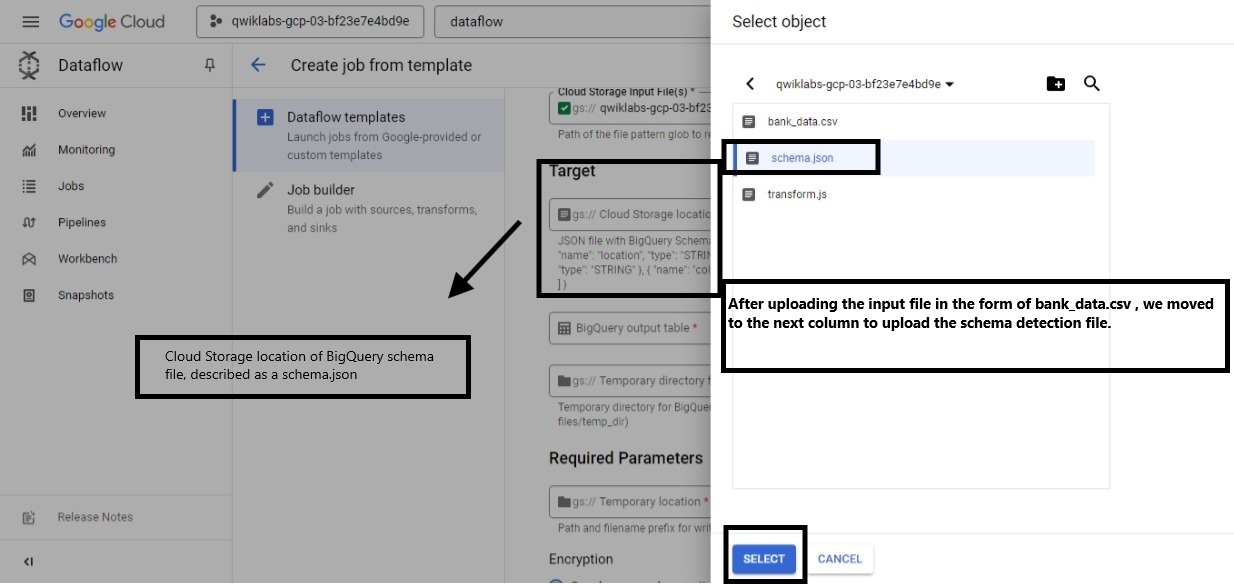 Google Cloud
qwiklabs-gcp-03-bf23e7e4bd9e
dataflow
Select object
Dataflow
Create job from template
Overview
Monitoring
Jobs
Pipelines
Workbench
Snapshots
Release Notes
Dataflow templates
Launch jobs from Google-provided or
custom templates
Job builder
Build a job with sources, transforms,
and sinks
Cloud Storage location of BigQuery schema
file, described as a schema.json
Cloud Storage Input File(s) *
gs:// qwiklabs-gcp-03-bf23
Path of the file pattern glob to re
Target
gs:// Cloud Storage locatio
JSON file with BigQuery Schema
"name": "location", "type": "STRIN
"type": "STRING" }, { "name": "col
] }
BigQuery output table *
gs:// Temporary directory f
Temporary directory for BigQue
files/temp_dir)
Required Parameters
gs:// Temporary location *
Path and filename prefix for writ
Encryption
qwiklabs-gcp-03-bf23e7e4bd9e
bank_data.csv
schema.json
transform.js
After uploading the input file in the form of bank_data.csv , we moved
to the next column to upload the schema detection file.
SELECT
CANCEL